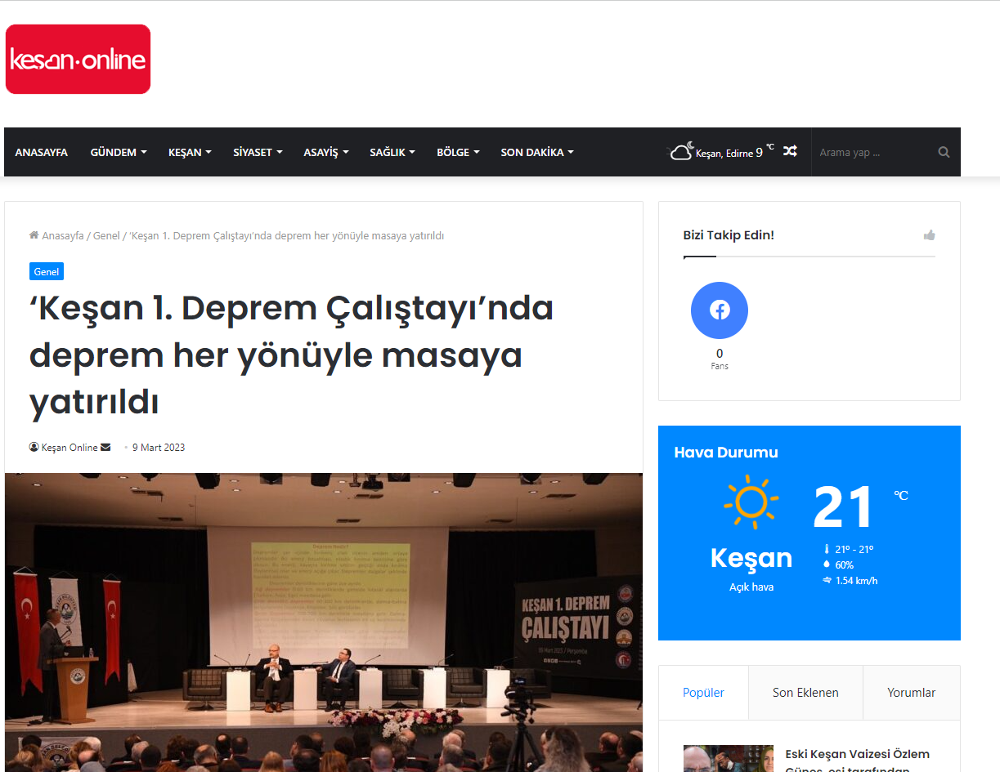 kesan·online
ANASAYFA GÜNDEM KEŞAN SİYASET ASAYİŞ SAĞLIK BÖLGE SON DAKİKA Keşan, Edirne 9 ℃ Arama yap ...
Anasayfa / Genel / ‘Keşan 1. Deprem Çalıştayı’nda deprem her yönüyle masaya yatırıldı
Genel
‘Keşan 1. Deprem Çalıştayı’nda
deprem her yönüyle masaya
yatırıldı
Keşan Online 9 Mart 2023
Deprem Nedir?
KEŞAN 1. DEPREM
ÇALIŞTAYI
Bizi Takip Edin!
0
Fans
Hava Durumu
21 ℃
Keşan
Açık hava
21º - 21º
60%
1.54 km/h
Popüler Son Eklenen Yorumlar
Eski Keşan Vaizesi Özlem
Güneş, eşi tarafından